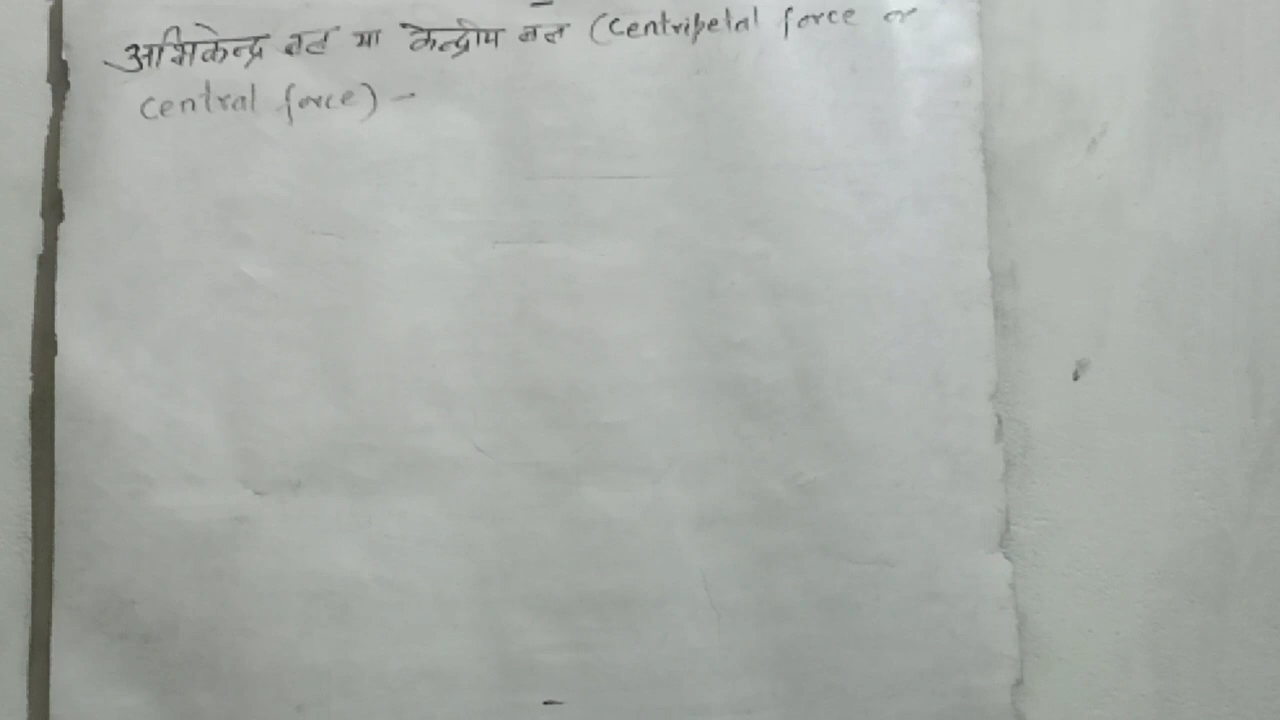 अभिकेन्द्र बल या केन्द्रीय बल (Centripetal force or
central force) -